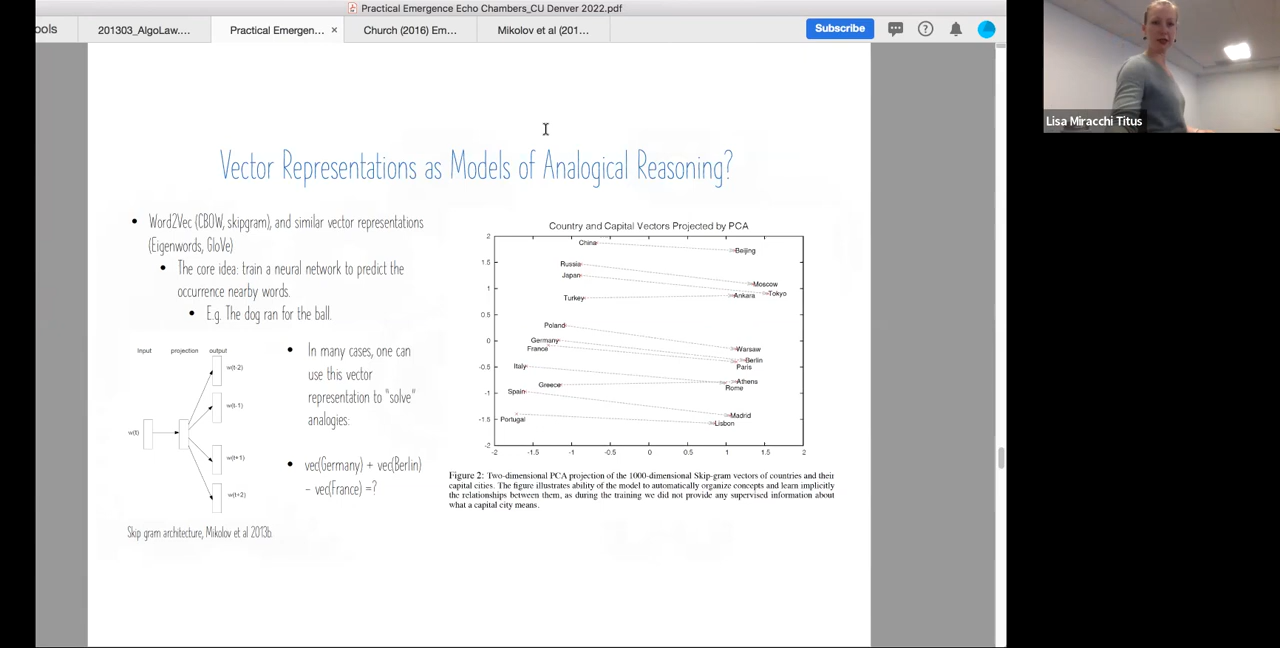 Practical Emergence Echo Chambers_CU Denver 2022.pdf
ools
201303_AlgoLaw....
Practical Emergen... ×
Church (2016) Em...
Mikolov et al (201...
Subscribe
Lisa Miracchi Titus
Vector Representations as Models of Analogical Reasoning?
• Word2Vec (CBOW, skipgram), and similar vector representations
(Eigenwords, GloVe)
• The core idea: train a neural network to predict the
occurrence nearby words.
• E.g. The dog ran for the ball.
input projection output
w(t-2)
w(t-1)
w(t)
w(t+1)
w(t+2)
Skip gram architecture, Mikolov et al 2013b
• In many cases, one can
use this vector
representation to "solve"
analogies:
• vec(Germany) + vec(Berlin)
– vec(France) =?
Country and Capital Vectors Projected by PCA
2
1.5
1
0.5
0
-0.5
-1
-1.5
-2
China
Beijing
Russia
Japan
Moscow
Tokyo
Turkey
Ankara
Poland
Germany
France
Warsaw
Berlin
Paris
Italy
Greece
Athens
Rome
Spain
Madrid
Portugal
Lisbon
-2 -1.5 -1 -0.5 0 0.5 1 1.5 2
Figure 2: Two-dimensional PCA projection of the 1000-dimensional Skip-gram vectors of countries and their
capital cities. The figure illustrates ability of the model to automatically organize concepts and learn implicitly
the relationships between them, as during the training we did not provide any supervised information about
what a capital city means.